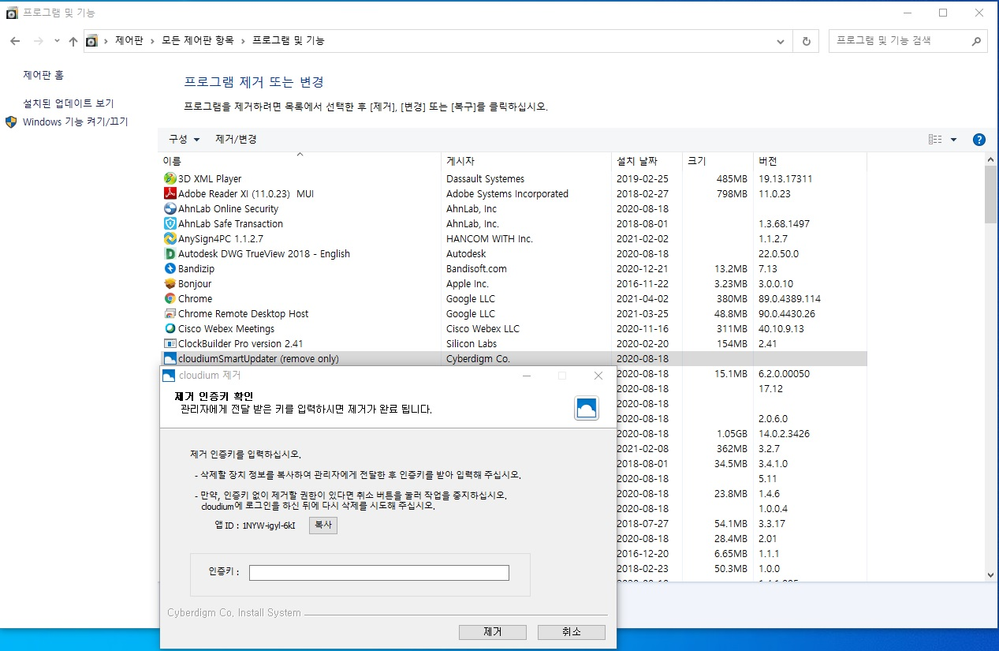 프로그램 및 기능
제어판 › 모든 제어판 항목 › 프로그램 및 기능
프로그램 및 기능 검색
제어판 홈
설치된 업데이트 보기
Windows 기능 켜기/끄기
프로그램 제거 또는 변경
프로그램을 제거하려면 목록에서 선택한 후 [제거], [변경] 또는 [복구]를 클릭하십시오.
구성 제거/변경
이름 게시자 설치 날짜 크기 버전
3D XML Player Dassault Systemes 2019-02-25 485MB 19.13.17311
Adobe Reader XI (11.0.23) MUI Adobe Systems Incorporated 2018-02-27 798MB 11.0.23
AhnLab Online Security AhnLab, Inc 2020-08-18
AhnLab Safe Transaction AhnLab, Inc. 2018-08-01 1.3.68.1497
AnySign4PC 1.1.2.7 HANCOM WITH Inc. 2021-02-02 1.1.2.7
Autodesk DWG TrueView 2018 - English Autodesk 2020-08-18 22.0.50.0
Bandizip Bandisoft.com 2020-12-21 13.2MB 7.13
Bonjour Apple Inc. 2016-11-22 3.23MB 3.0.0.10
Chrome Google LLC 2021-04-02 380MB 89.0.4389.114
Chrome Remote Desktop Host Google LLC 2021-03-25 48.8MB 90.0.4430.26
Cisco Webex Meetings Cisco Webex LLC 2020-11-16 311MB 40.10.9.13
ClockBuilder Pro version 2.41 Silicon Labs 2020-02-20 154MB 2.41
cloudiumSmartUpdater (remove only) Cyberdigm Co. 2020-08-18
2020-08-18 15.1MB 6.2.0.00050
2020-08-18 17.12
2020-08-18
2020-08-18 2.0.6.0
2020-08-18 1.05GB 14.0.2.3426
2021-02-08 362MB 3.2.7
2018-08-01 34.5MB 3.4.1.0
2020-08-18 5.11
2020-08-18 23.8MB 1.4.6
2020-08-18 1.0.0.4
2018-07-27 54.1MB 3.3.17
2020-08-18 28.4MB 2.01
2016-12-20 6.65MB 1.1.1
2018-02-23 50.3MB 1.0.0
cloudium 제거
제거 인증키 확인
관리자에게 전달 받은 키를 입력하시면 제거가 완료 됩니다.
제거 인증키를 입력하십시오.
- 삭제할 장치 정보를 복사하여 관리자에게 전달한 후 인증키를 받아 입력해 주십시오.
- 만약, 인증키 없이 제거할 권한이 있다면 취소 버튼을 눌러 작업을 중지하십시오.
cloudium에 로그인을 하신 뒤에 다시 삭제를 시도해 주십시오.
앱 ID : 1NYW-igyl-6kI 복사
인증키 :
Cyberdigm Co, Install System
제거 취소